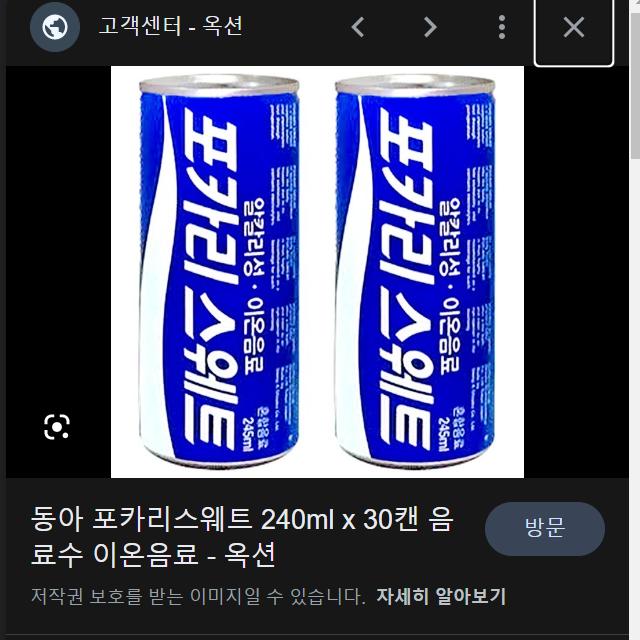 고객센터 - 옥션
포카리스웨트
알칼리성·이온음료
혼합음료
245ml
포카리스웨트
알칼리성·이온음료
혼합음료
245ml
동아 포카리스웨트 240ml x 30캔 음
료수 이온음료 - 옥션
방문
저작권 보호를 받는 이미지일 수 있습니다. 자세히 알아보기